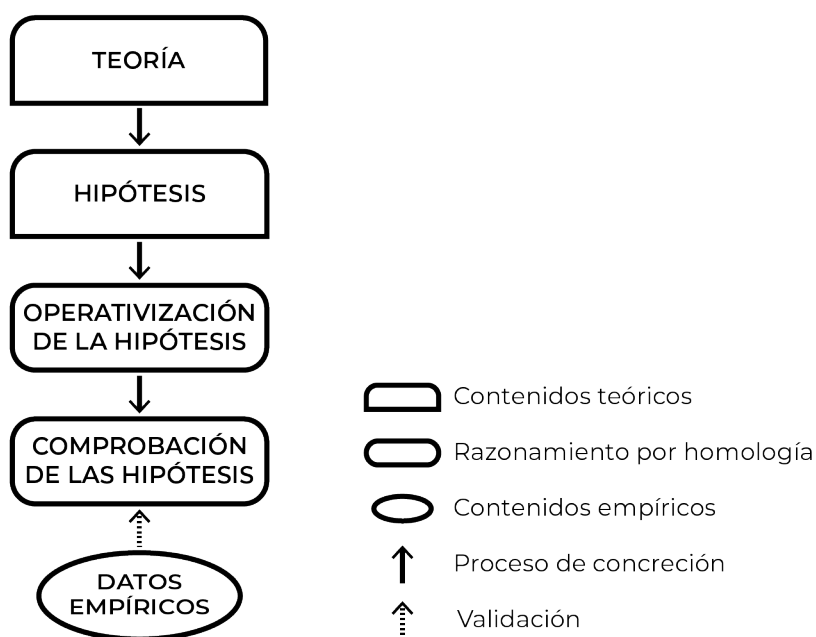 TEORÍA
HIPÓTESIS
OPERATIVIZACIÓN
DE LA HIPÓTESIS
COMPROBACIÓN
DE LAS HIPÓTESIS
DATOS
EMPÍRICOS
Contenidos teóricos
Razonamiento por homología
Contenidos empíricos
Proceso de concreción
Validación